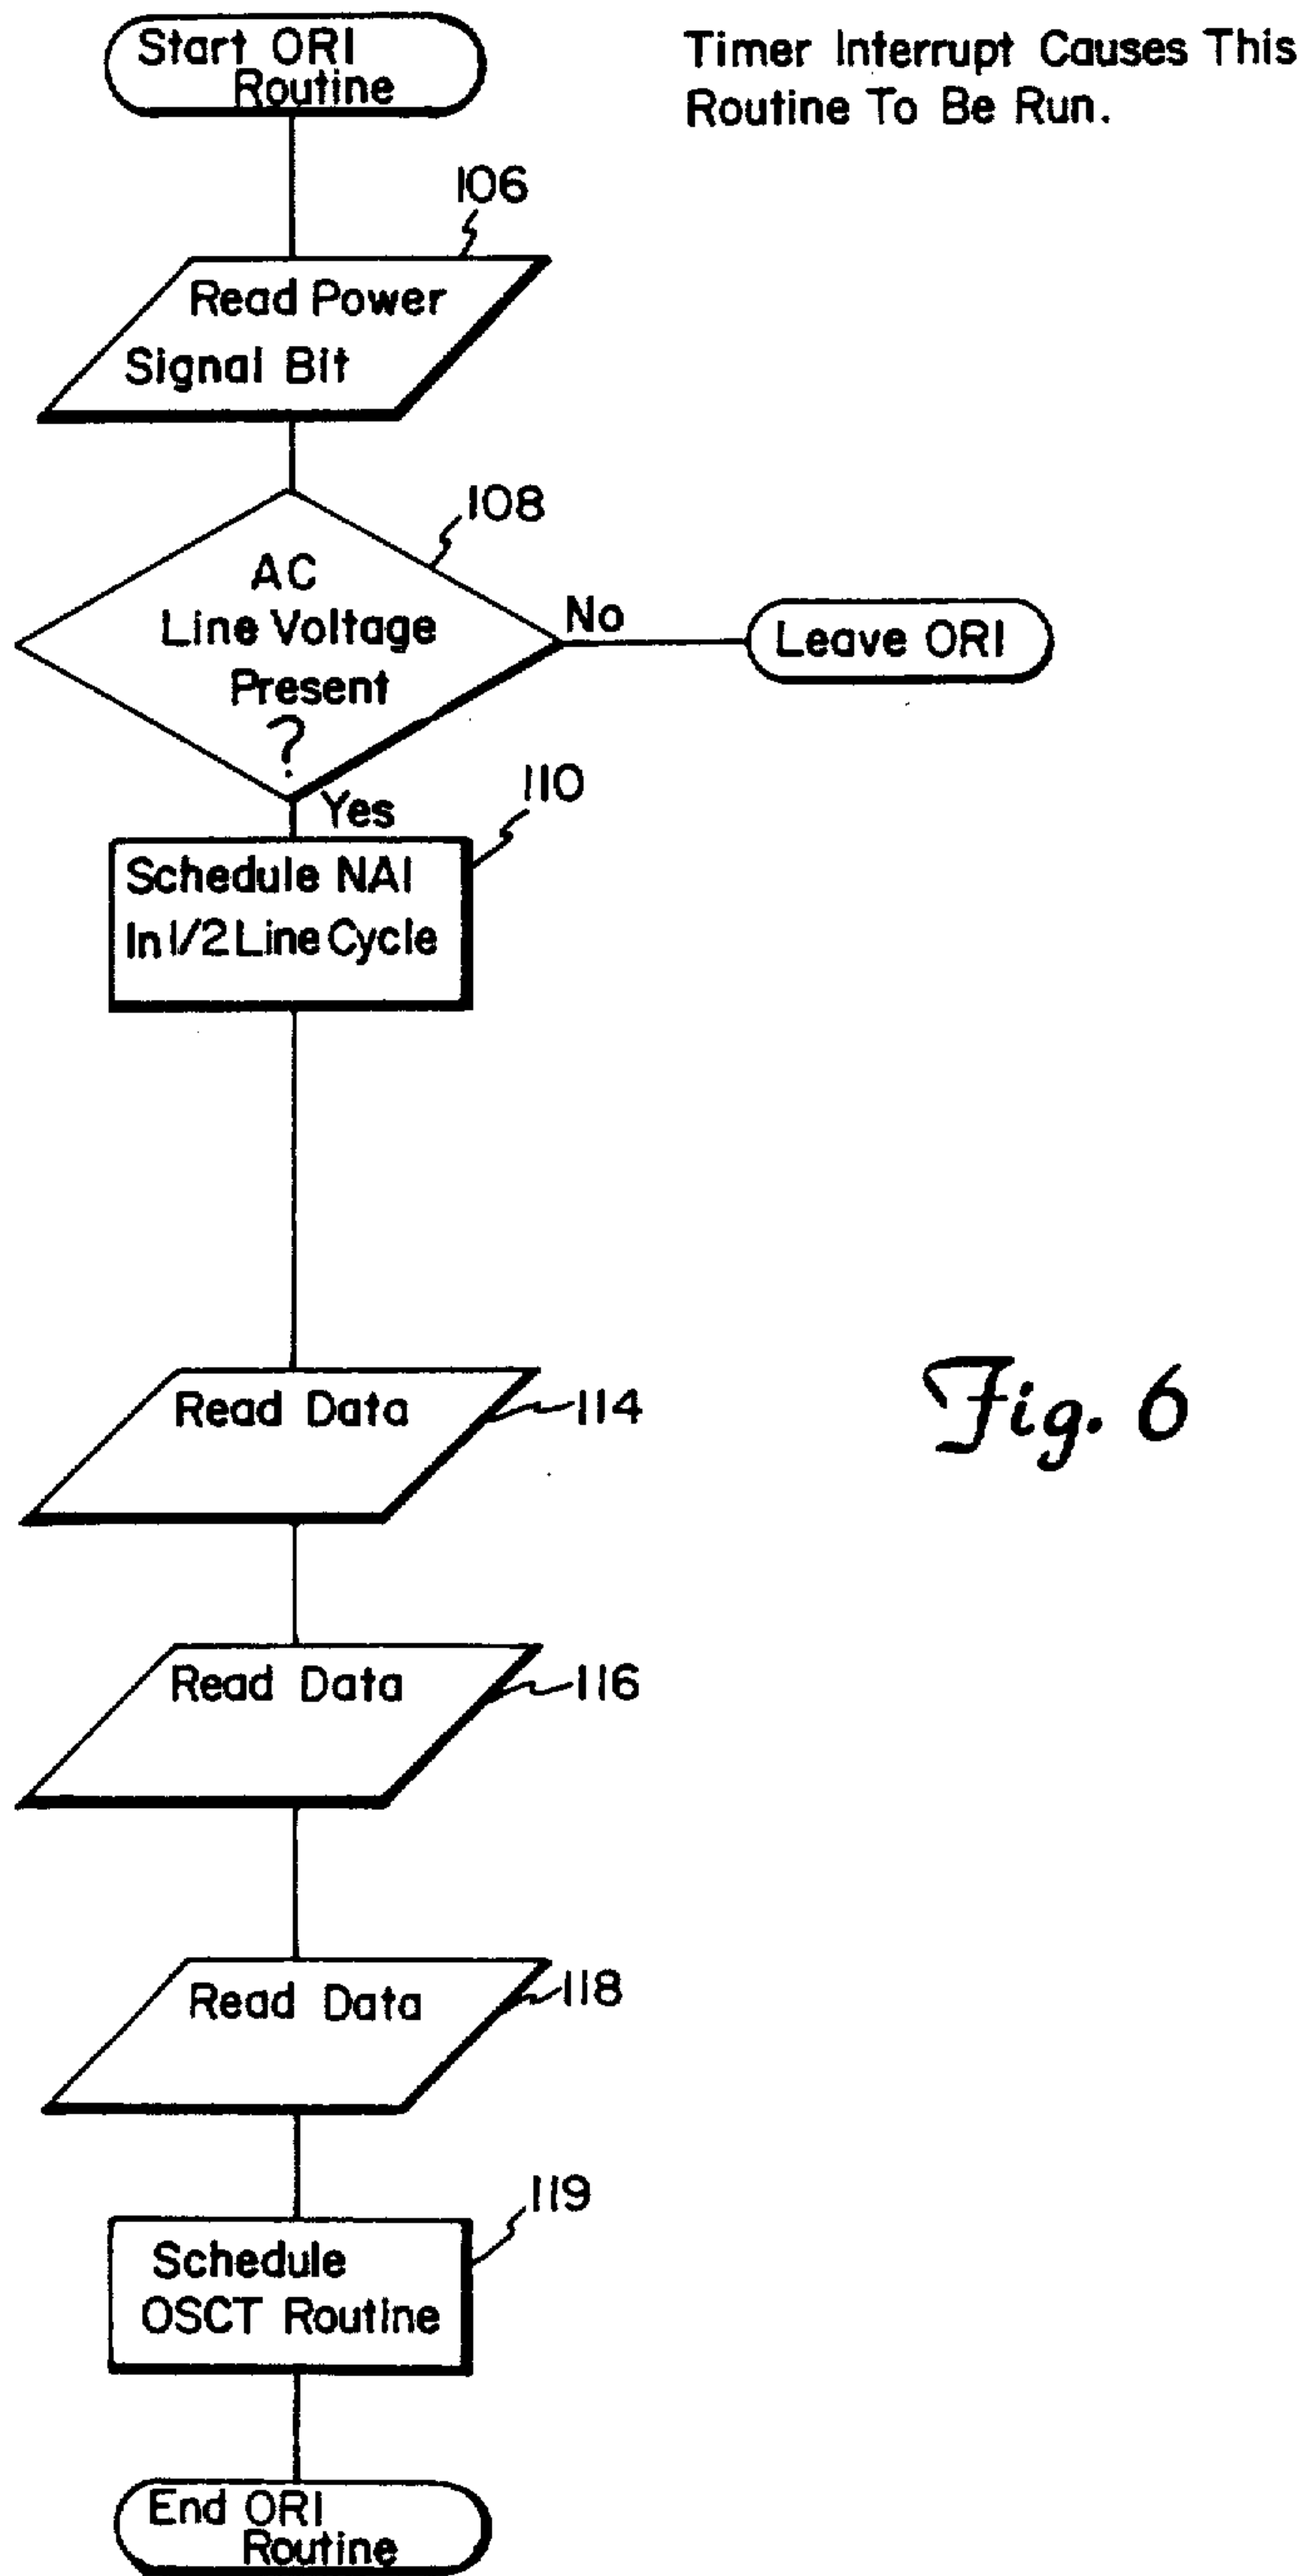 Start ORI
Routine
Timer Interrupt Causes This
Routine To Be Run.
106
Read Power
Signal Bit
108
AC
Line Voltage
Present
?
No
Leave ORI
Yes
110
Schedule NAI
In 1/2 Line Cycle
Read Data
114
Fig. 6
Read Data
116
Read Data
118
119
Schedule
OSCT Routine
End ORI
Routine